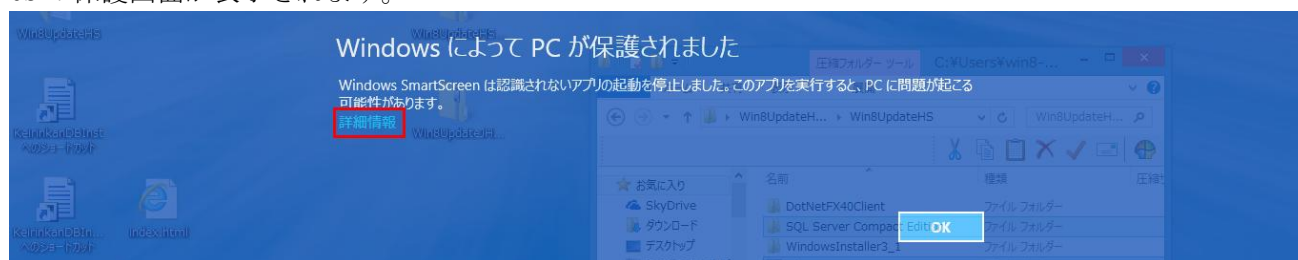 Windows によって PC が保護されました
Windows SmartScreen は認識されないアプリの起動を停止しました。このアプリを実行すると、PC に問題が起こる
可能性があります。
詳細情報
圧縮フォルダー ツール C:¥Users¥win8-...
Win8UpdateH... Win8UpdateHS Win8UpdateH...
名前 種類
お気に入り
SkyDrive
ダウンロード
デスクトップ
DotNetFX40Client ファイル フォルダー
SQL Server Compact Editi ファイル フォルダー
WindowsInstaller3_1 ファイル フォルダー
OK
Win8UpdateHS
index.html